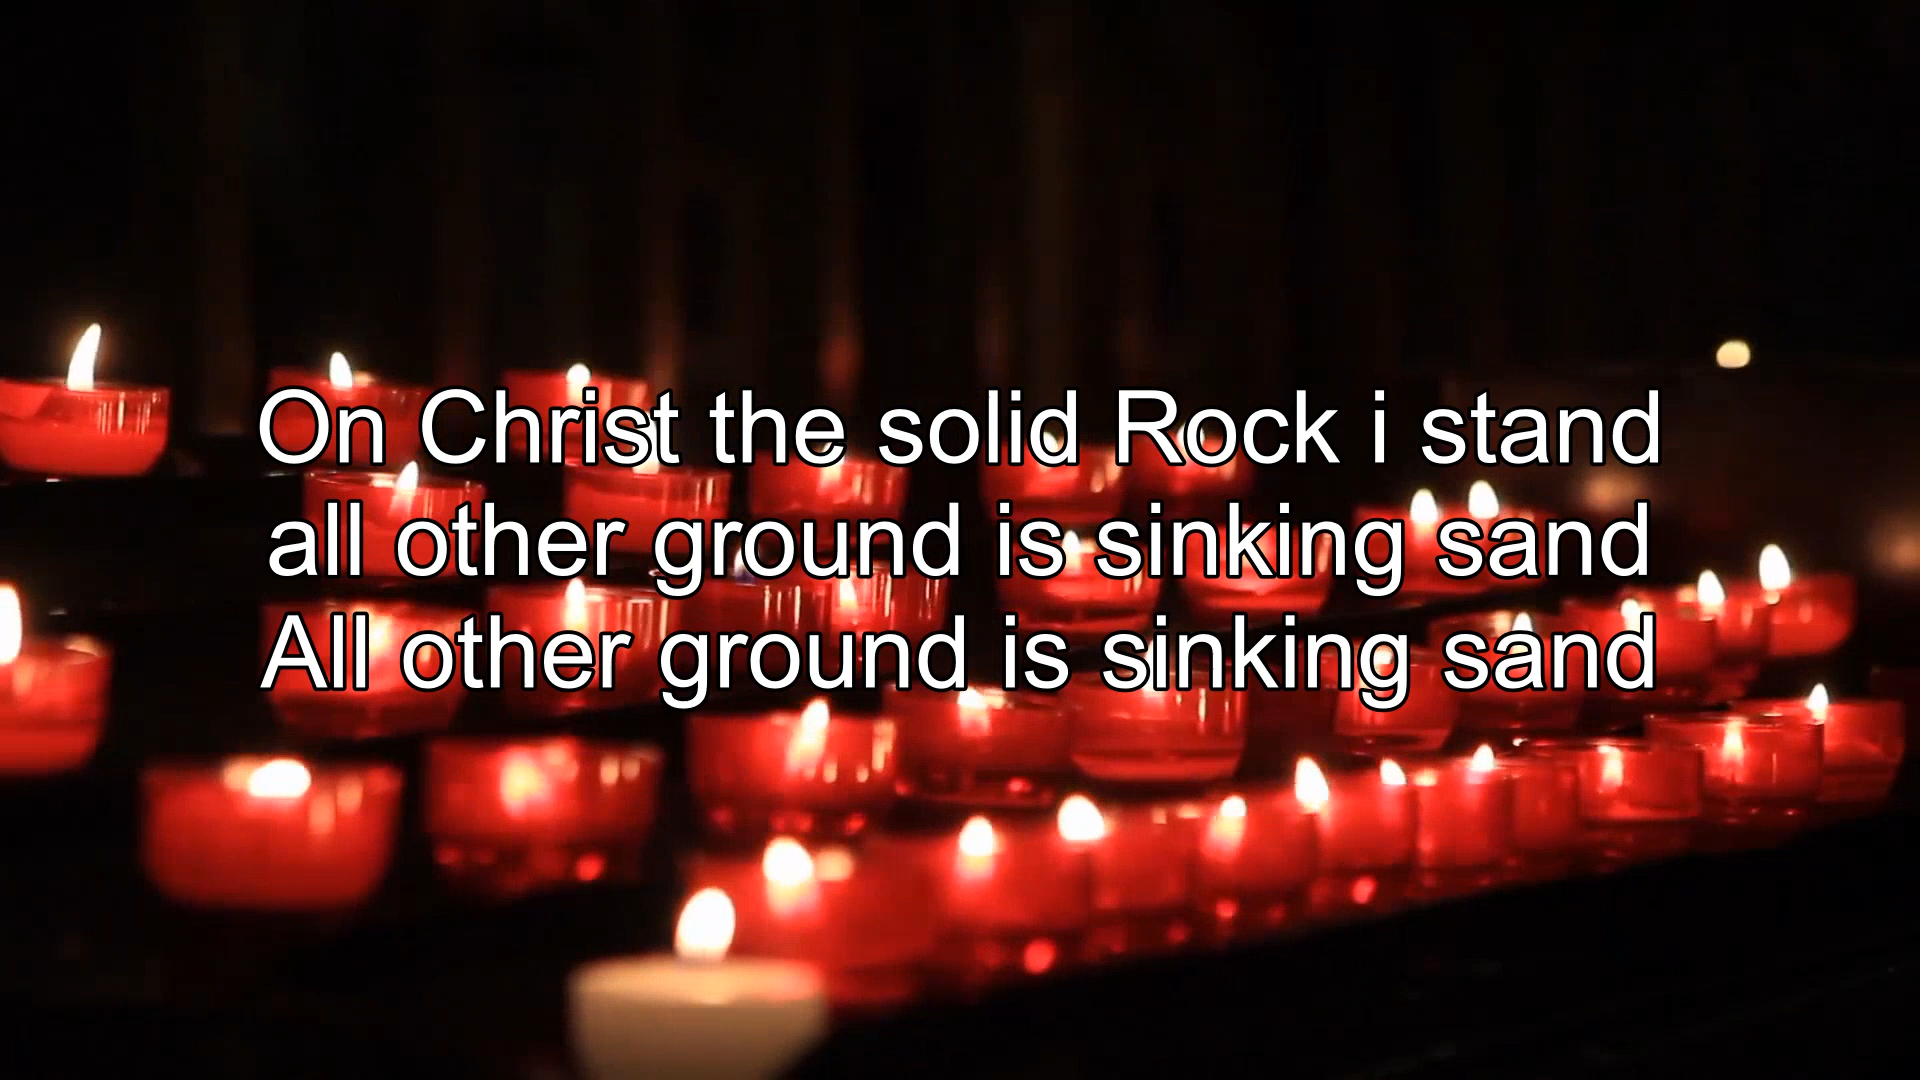 On Christ the solid Rock i stand
all other ground is sinking sand
All other ground is sinking sand